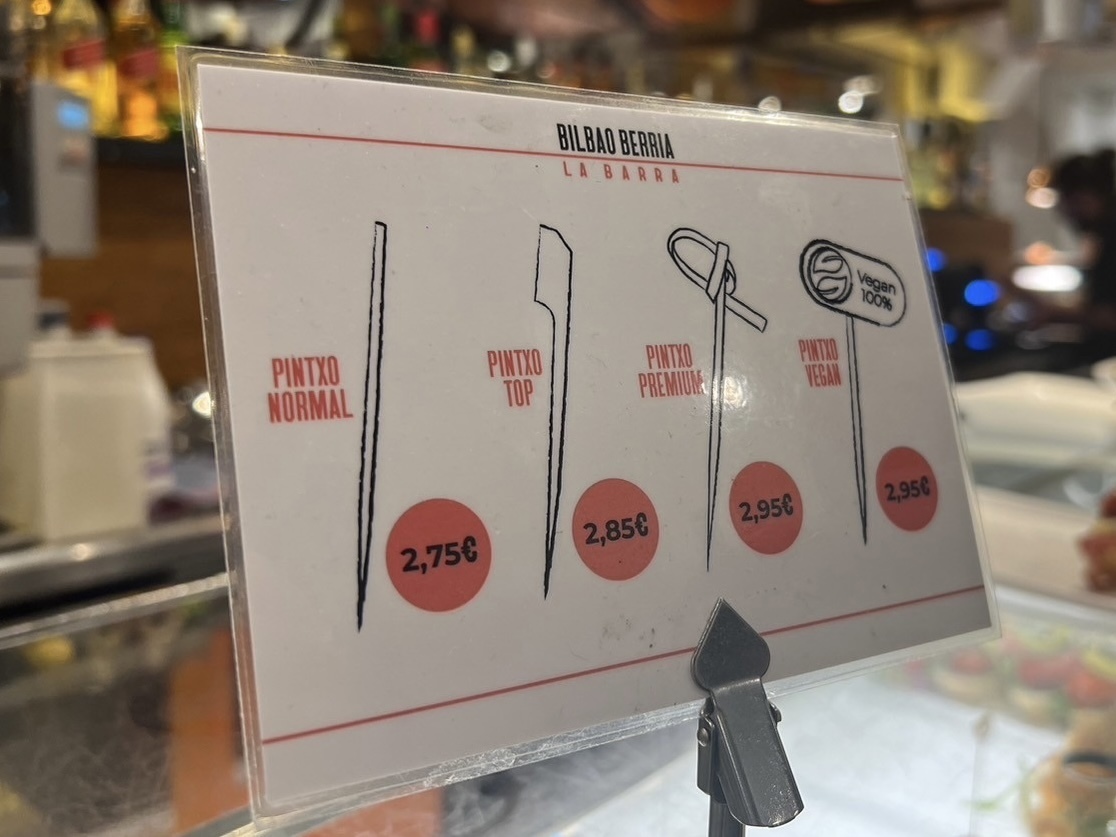 BILBAO BERRIA
LA BARRA
PINTXO
NORMAL
2,75€
PINTXO
TOP
2,85€
PINTXO
PREMIUM
2,95€
Vegan
100%
PINTXO
VEGAN
2,95€